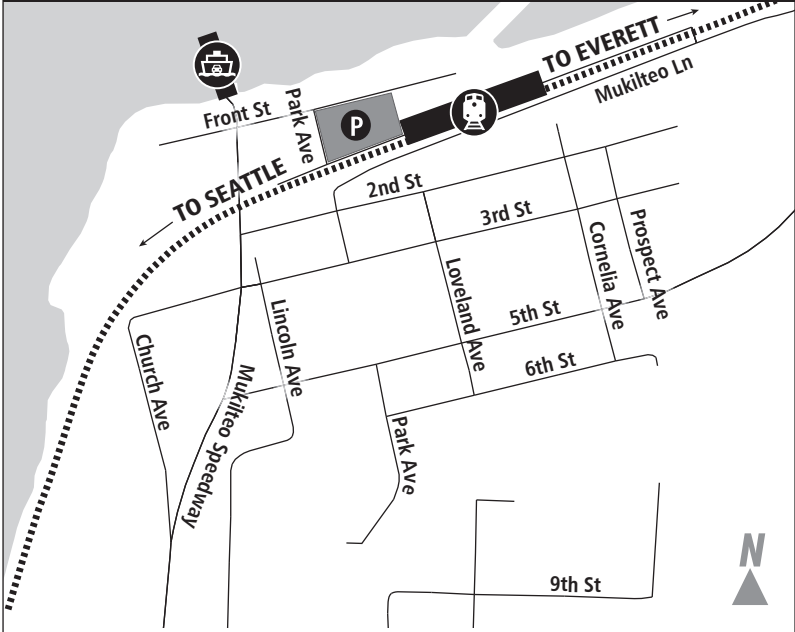 TO EVERETT
Mukilteo Ln
Front St
Park Ave
P
TO SEATTLE
2nd St
3rd St
Loveland Ave
Cornelia Ave
Prospect Ave
5th St
6th St
Lincoln Ave
Church Ave
Mukilteo Speedway
Park Ave
9th St
N